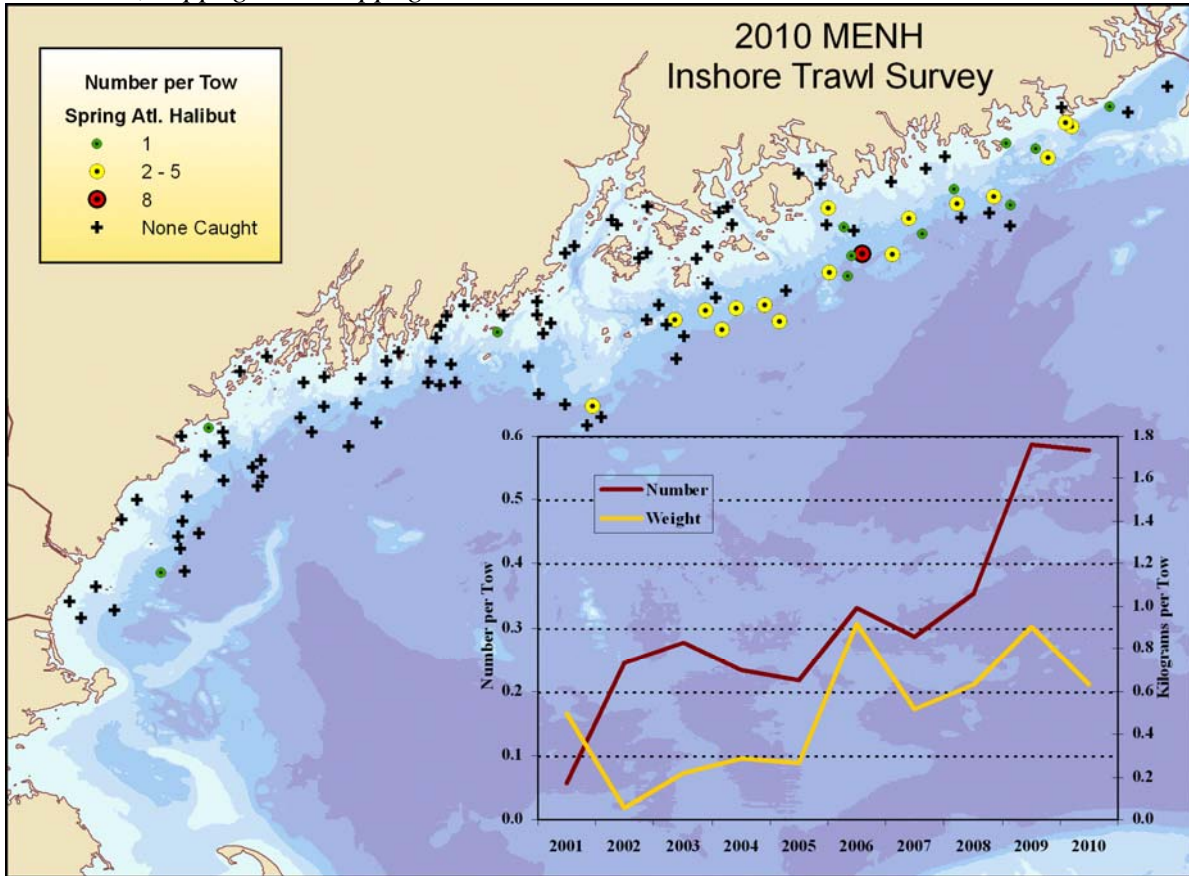 2010 MENH
Inshore Trawl Survey
Number per Tow
Spring Atl. Halibut
1
2 - 5
8
None Caught
Number
Weight
Number per Tow
0.6
0.5
0.4
0.3
0.2
0.1
0.0
Kilograms per Tow
1.8
1.6
1.4
1.2
1.0
0.8
0.6
0.4
0.2
0.0
2001 2002 2003 2004 2005 2006 2007 2008 2009 2010